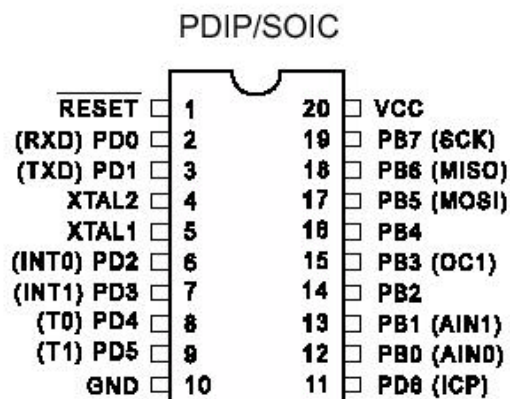 PDIP/SOIC
RESET 1 20 VCC
(RXD) PD0 2 19 PB7 (SCK)
(TXD) PD1 3 18 PB6 (MISO)
XTAL2 4 17 PB5 (MOSI)
XTAL1 5 16 PB4
(INT0) PD2 6 15 PB3 (OC1)
(INT1) PD3 7 14 PB2
(T0) PD4 8 13 PB1 (AIN1)
(T1) PD5 9 12 PB0 (AIN0)
GND 10 11 PD6 (ICP)